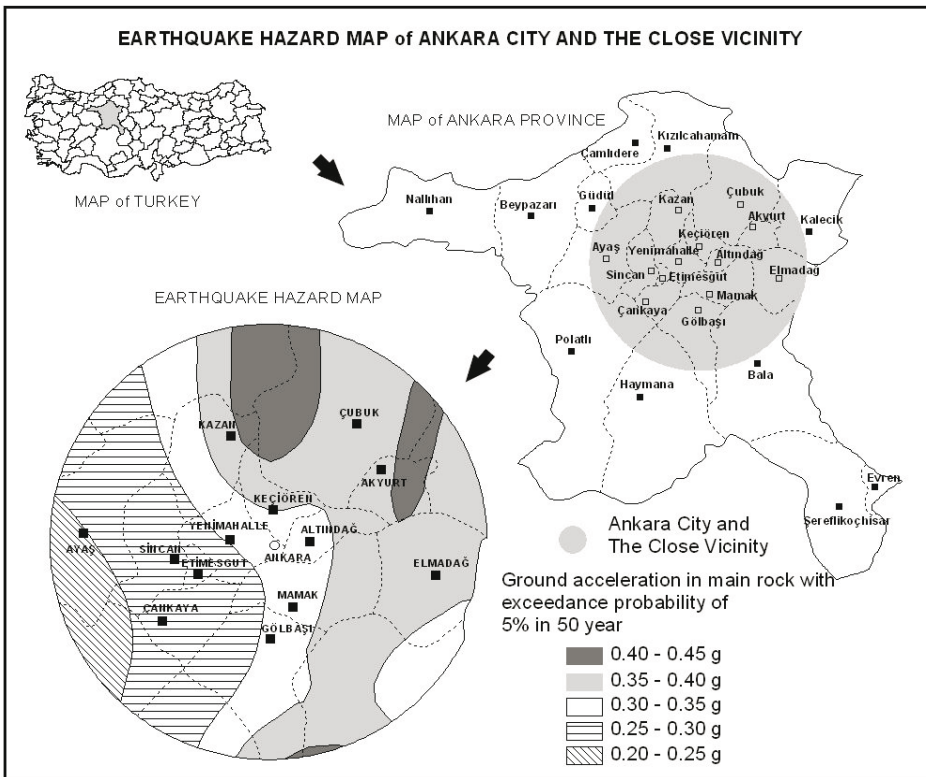 EARTHQUAKE HAZARD MAP of ANKARA CITY AND THE CLOSE VICINITY
MAP of TURKEY
MAP of ANKARA PROVINCE
Kızılcahamam
Çamlıdere
Nallıhan
Beypazarı
Güdül
Kazan
Çubuk
Akyurt
Kalecik
Keçiören
Ayaş
Yenimahalle
Altındağ
Sincan
Etimesgut
Elmadağ
Mamak
Çankaya
Gölbaşı
Polatlı
Haymana
Bala
Evren
Şereflikoçhisar
EARTHQUAKE HAZARD MAP
KAZAN
ÇUBUK
AKYURT
KEÇİÖREN
YENİMAHALLE
ALTINDAĞ
AYAŞ
SİNCAN
ANKARA
ETİMESGUT
ELMADAĞ
MAMAK
ÇANKAYA
GÖLBAŞI
Ankara City and
The Close Vicinity
Ground acceleration in main rock with
exceedance probability of
5% in 50 year
0.40 - 0.45 g
0.35 - 0.40 g
0.30 - 0.35 g
0.25 - 0.30 g
0.20 - 0.25 g